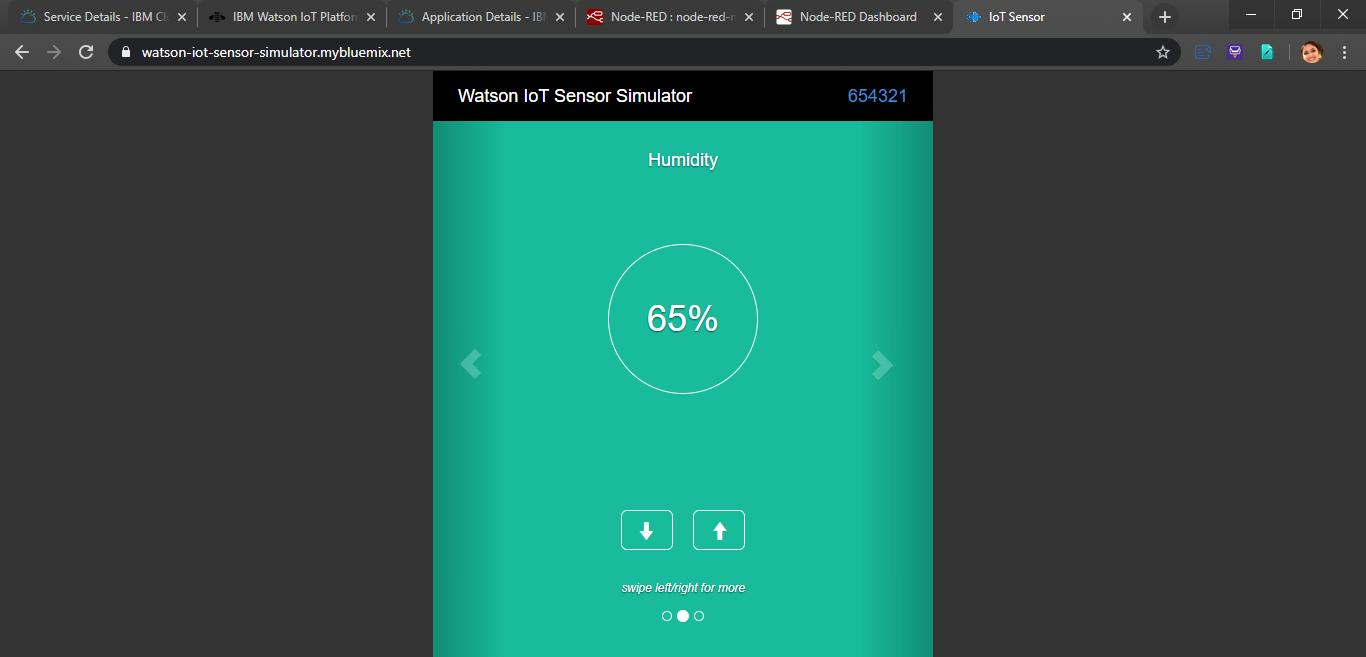 Service Details - IBM Cl
IBM Watson IoT Platfor
Application Details - IB
Node-RED : node-red-
Node-RED Dashboard
IoT Sensor
watson-iot-sensor-simulator.mybluemix.net
Watson IoT Sensor Simulator
654321
Humidity
65%
swipe left/right for more